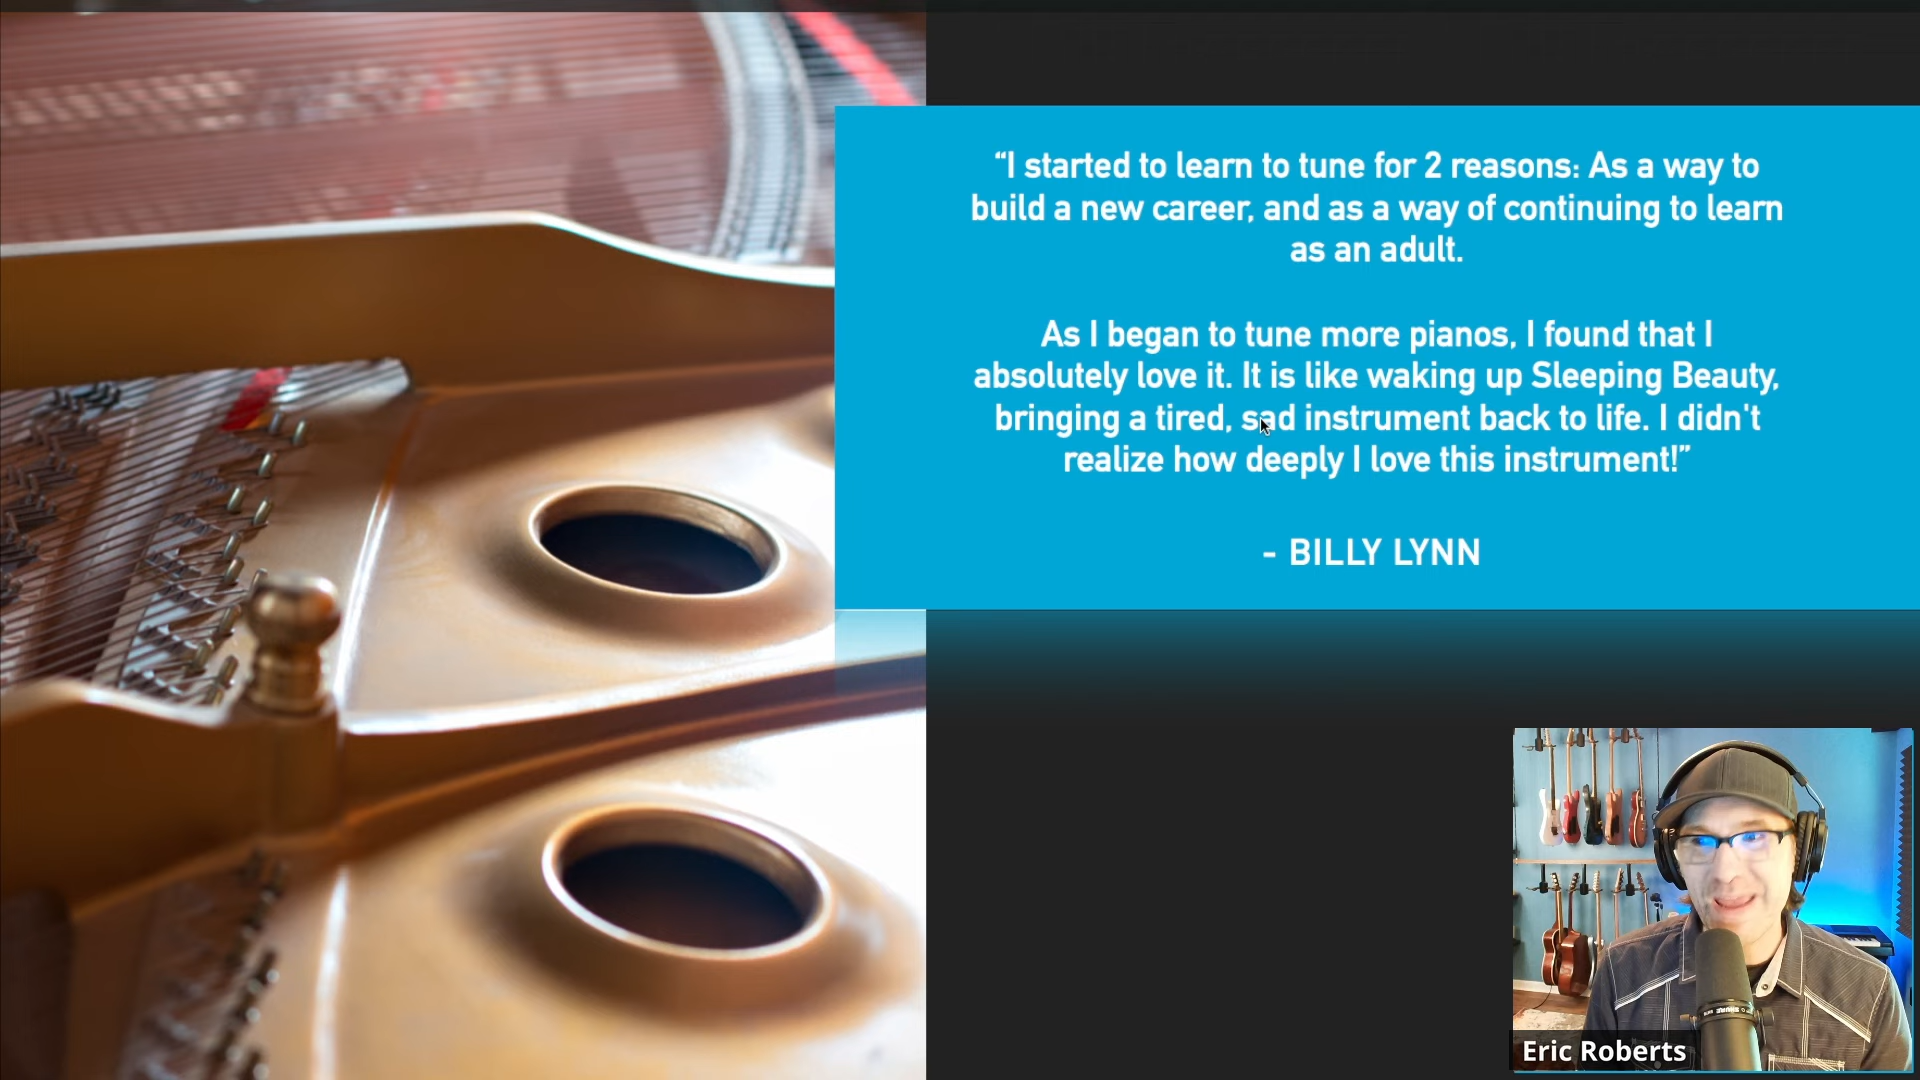 “I started to learn to tune for 2 reasons: As a way to
build a new career, and as a way of continuing to learn
as an adult.
As I began to tune more pianos, I found that I
absolutely love it. It is like waking up Sleeping Beauty,
bringing a tired, sad instrument back to life. I didn't
realize how deeply I love this instrument!”
- BILLY LYNN
Eric Roberts